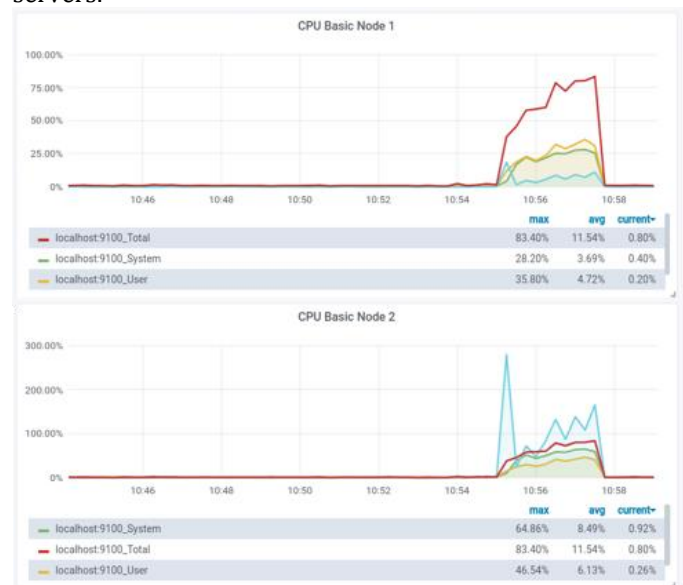 servers.
CPU Basic Node 1
100.00%
75.00%
50.00%
25.00%
0%
10:46 10:48 10:50 10:52 10:54 10:56 10:58
max avg current
localhost:9100_Total 83.40% 11.54% 0.80%
localhost:9100_System 28.20% 3.69% 0.40%
localhost:9100_User 35.80% 4.72% 0.20%
CPU Basic Node 2
300.00%
200.00%
100.00%
0%
10:46 10:48 10:50 10:52 10:54 10:56 10:58
max avg current
localhost:9100_System 64.86% 8.49% 0.92%
localhost:9100_Total 83.40% 11.54% 0.80%
localhost:9100_User 46.54% 6.13% 0.26%